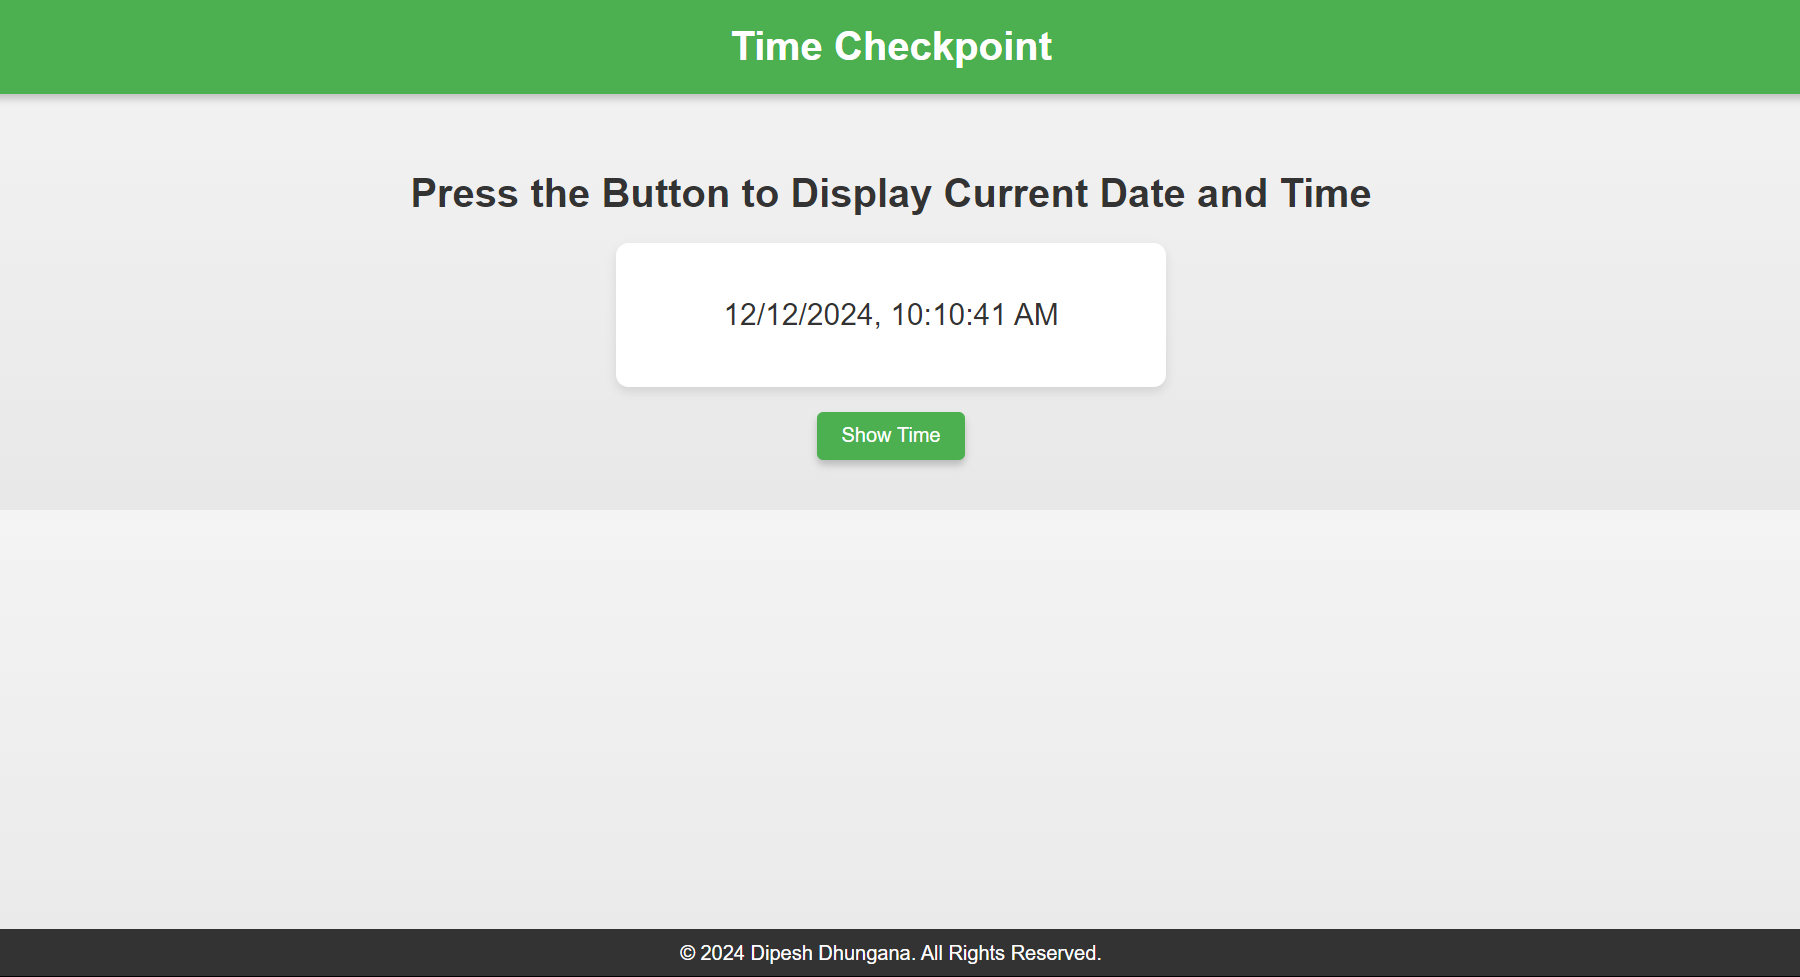 Time Checkpoint
Press the Button to Display Current Date and Time
12/12/2024, 10:10:41 AM
Show Time
© 2024 Dipesh Dhungana. All Rights Reserved.